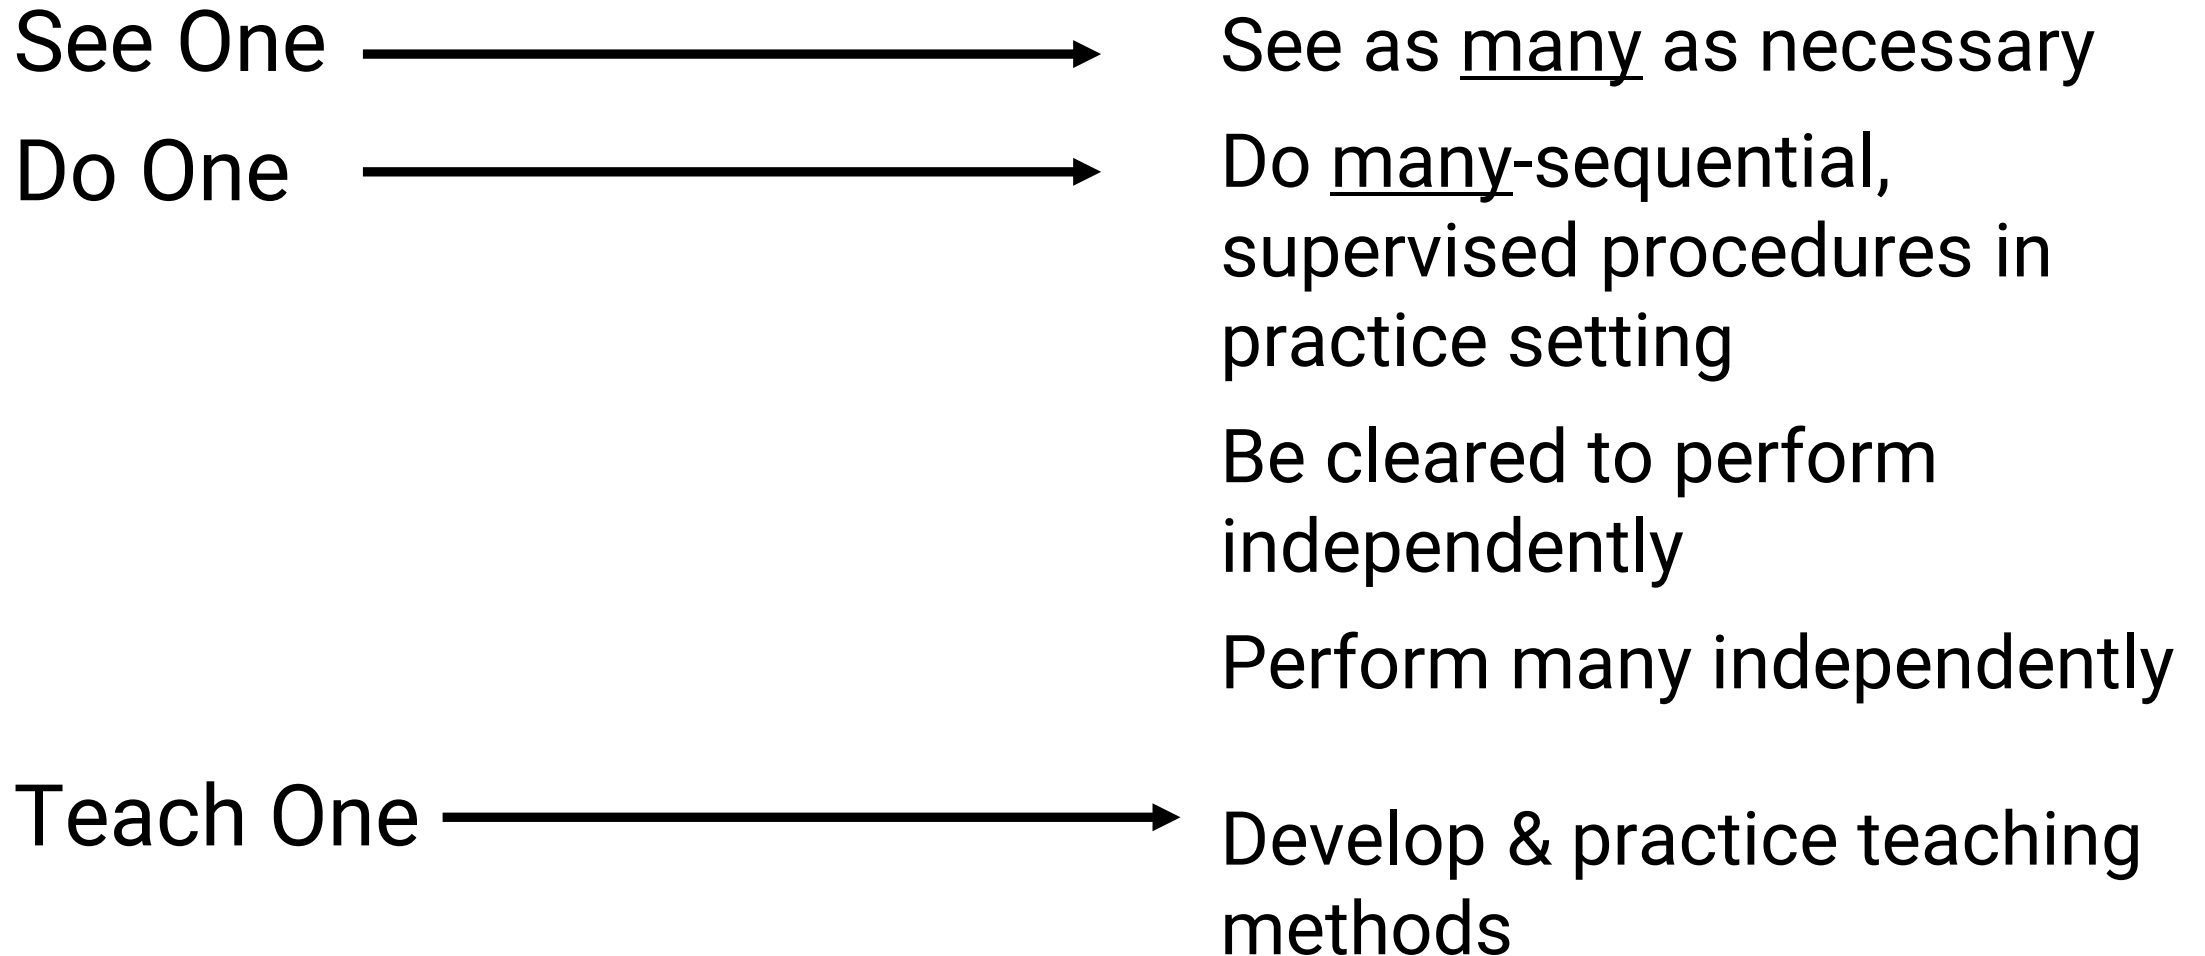 See One
See as many as necessary
Do One
Do many-sequential,
supervised procedures in
practice setting
Be cleared to perform
independently
Perform many independently
Teach One
Develop & practice teaching
methods